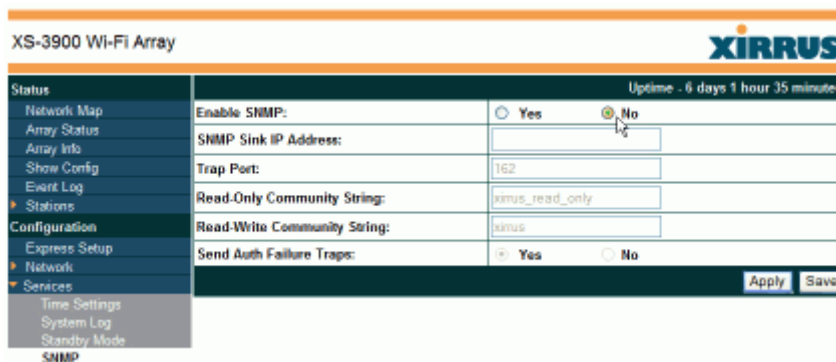 XS-3900 Wi-Fi Array
XIRRUS
Status
Uptime - 6 days 1 hour 35 minute
Network Map
Array Status
Array Info
Show Config
Event Log
Stations
Configuration
Express Setup
Network
Services
Time Settings
System Log
Standby Mode
SNMP
Enable SNMP: Yes No
SNMP Sink IP Address:
Trap Port: 162
Read-Only Community String: xirrus_read_only
Read-Write Community String: xirrus
Send Auth Failure Traps: Yes No
Apply Save